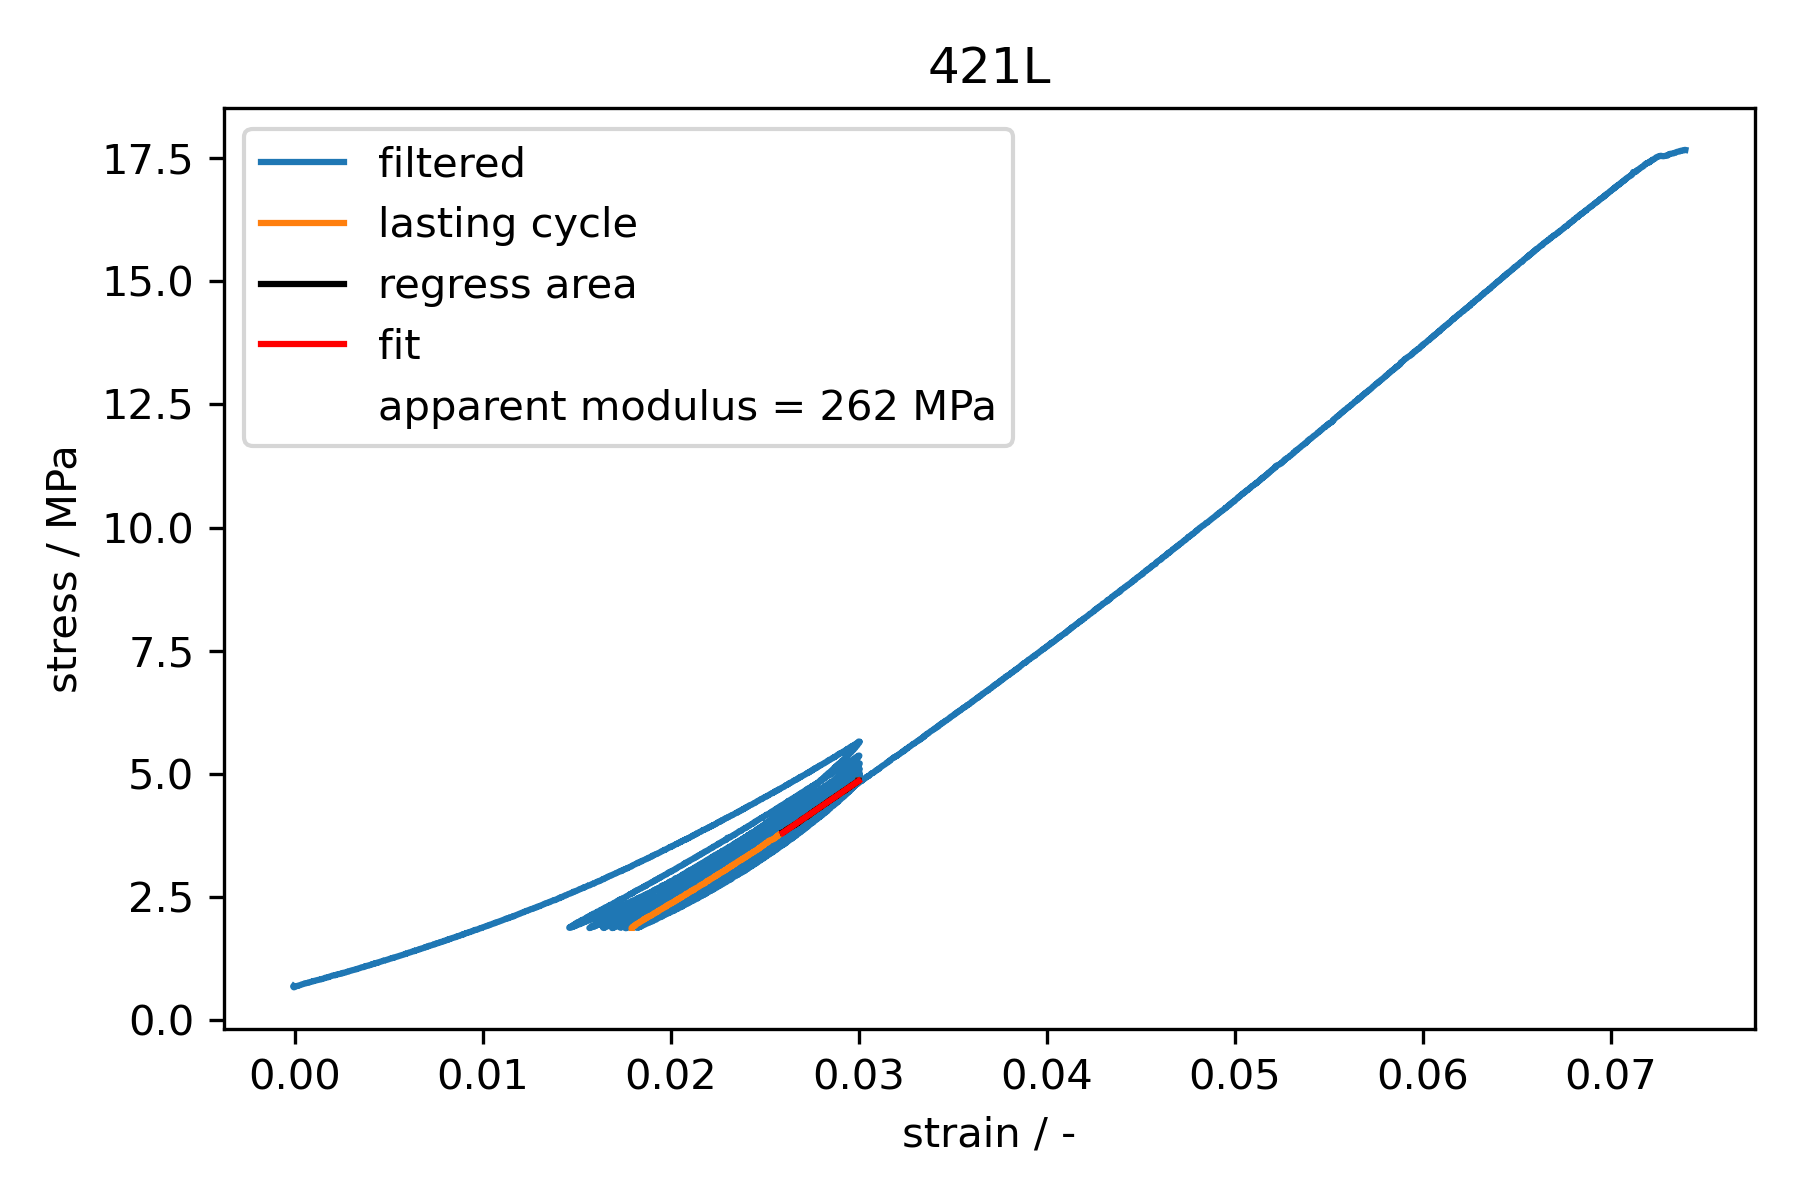 421L
filtered
lasting cycle
regress area
fit
apparent modulus = 262 MPa
stress / MPa
17.5
15.0
12.5
10.0
7.5
5.0
2.5
0.0
0.00 0.01 0.02 0.03 0.04 0.05 0.06 0.07
strain / -